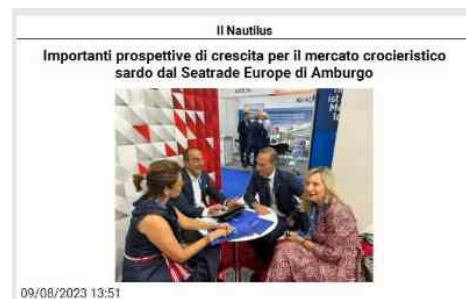 Il Nautilus
Importanti prospettive di crescita per il mercato crocieristico
sardo dal Seatrade Europe di Amburgo
ist
M
09/08/2023 13:51